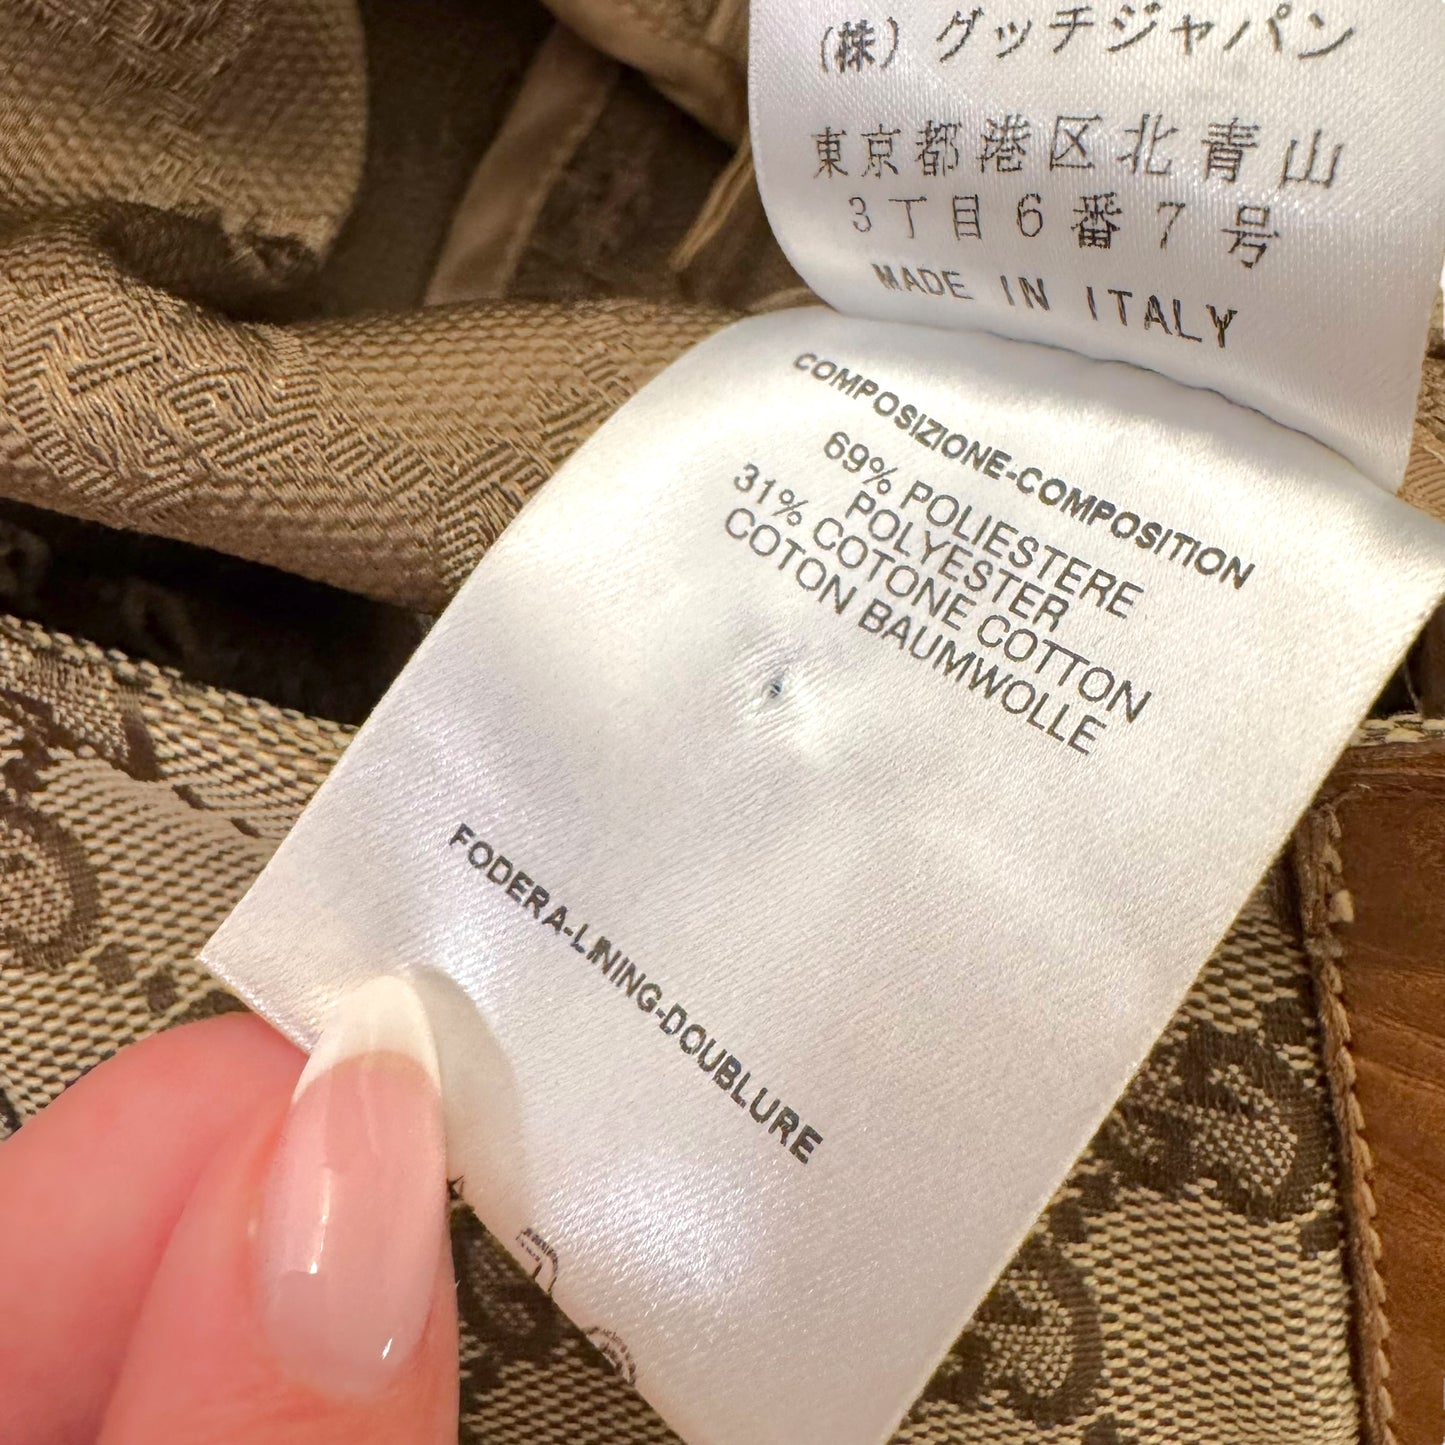 (株) グッチジャパン
東京都港区北青山
3丁目6番7号
MADE IN ITALY
COMPOSIZIONE-COMPOSITION
69% POLIESTERE
POLYESTER
31% COTONE COTTON
COTON BAUMWOLLE
FODERA-LINING-DOUBLURE